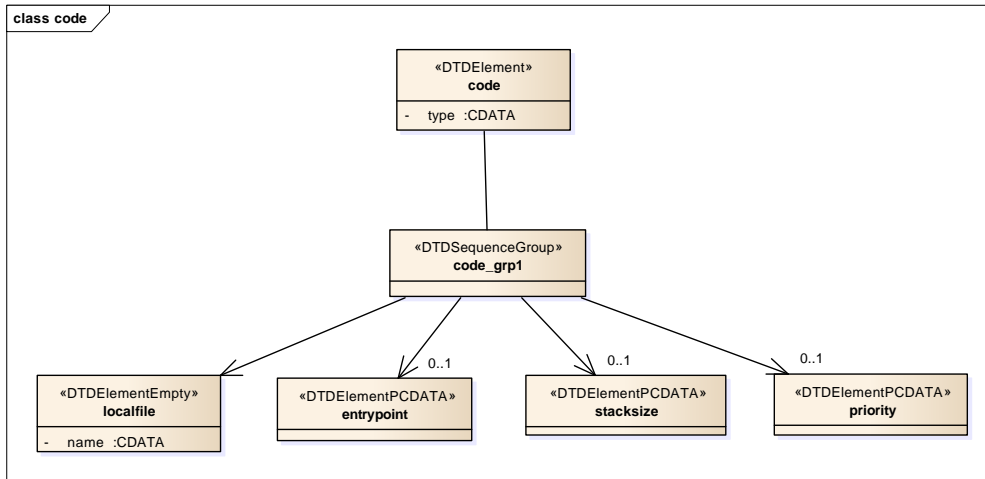 class code
«DTDElement»
code
- type :CDATA
«DTDSequenceGroup»
code_grp1
0..1
0..1
0..1
«DTDElementEmpty»
localfile
- name :CDATA
«DTDElementPCDATA»
entrypoint
«DTDElementPCDATA»
stacksize
«DTDElementPCDATA»
priority